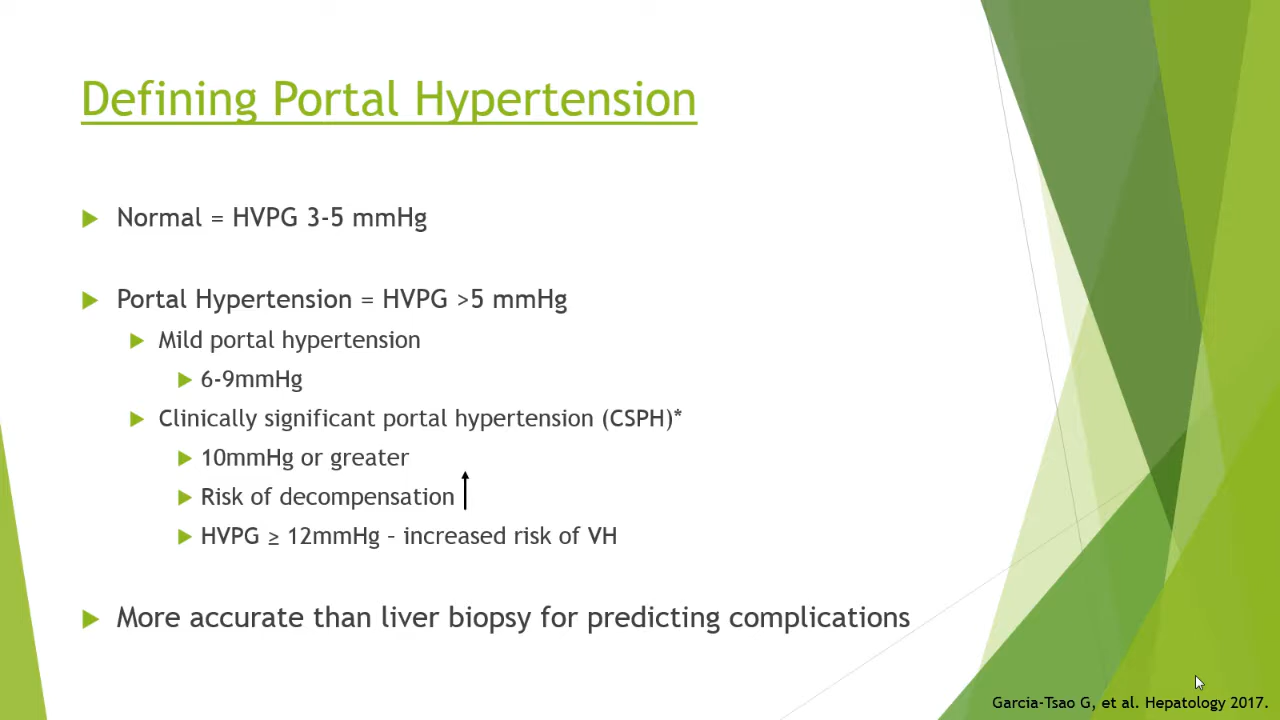 Defining Portal Hypertension
Normal = HVPG 3-5 mmHg
Portal Hypertension = HVPG >5 mmHg
Mild portal hypertension
6-9mmHg
Clinically significant portal hypertension (CSPH)*
10mmHg or greater
Risk of decompensation
HVPG ≥ 12mmHg – increased risk of VH
More accurate than liver biopsy for predicting complications
Garcia-Tsao G, et al. Hepatology 2017.